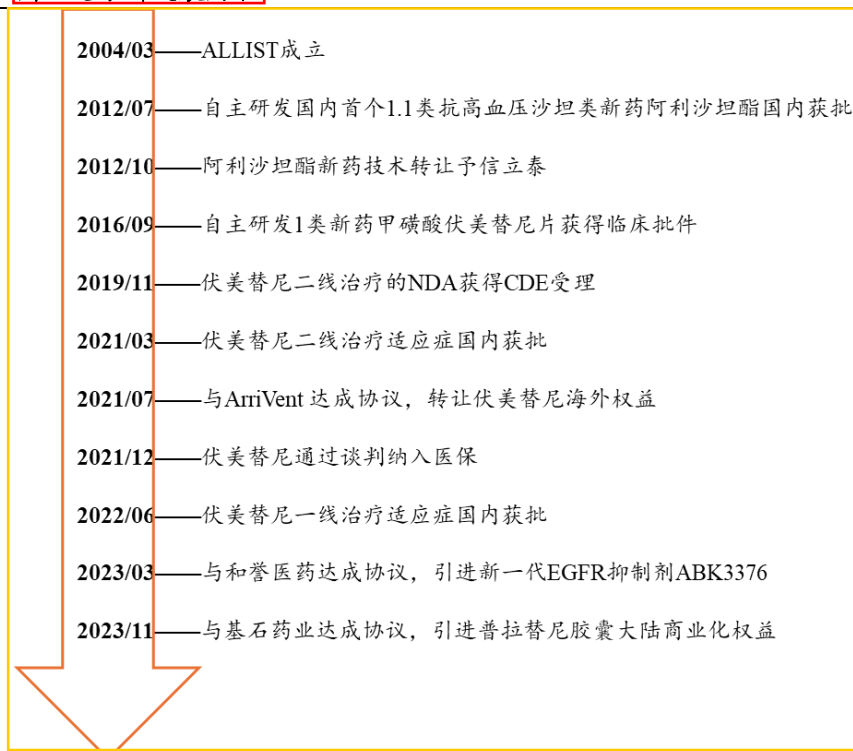 2004/03——ALLIST成立
2012/07——自主研发国内首个1.1类抗高血压沙坦类新药阿利沙坦酯国内获批
2012/10——阿利沙坦酯新药技术转让予信立泰
2016/09——自主研发1类新药甲磺酸伏美替尼片获得临床批件
2019/11——伏美替尼二线治疗的NDA获得CDE受理
2021/03——伏美替尼二线治疗适应症国内获批
2021/07——与ArriVent 达成协议，转让伏美替尼海外权益
2021/12——伏美替尼通过谈判纳入医保
2022/06——伏美替尼一线治疗适应症国内获批
2023/03——与和誉医药达成协议，引进新一代EGFR抑制剂ABK3376
2023/11——与基石药业达成协议，引进普拉替尼胶囊大陆商业化权益